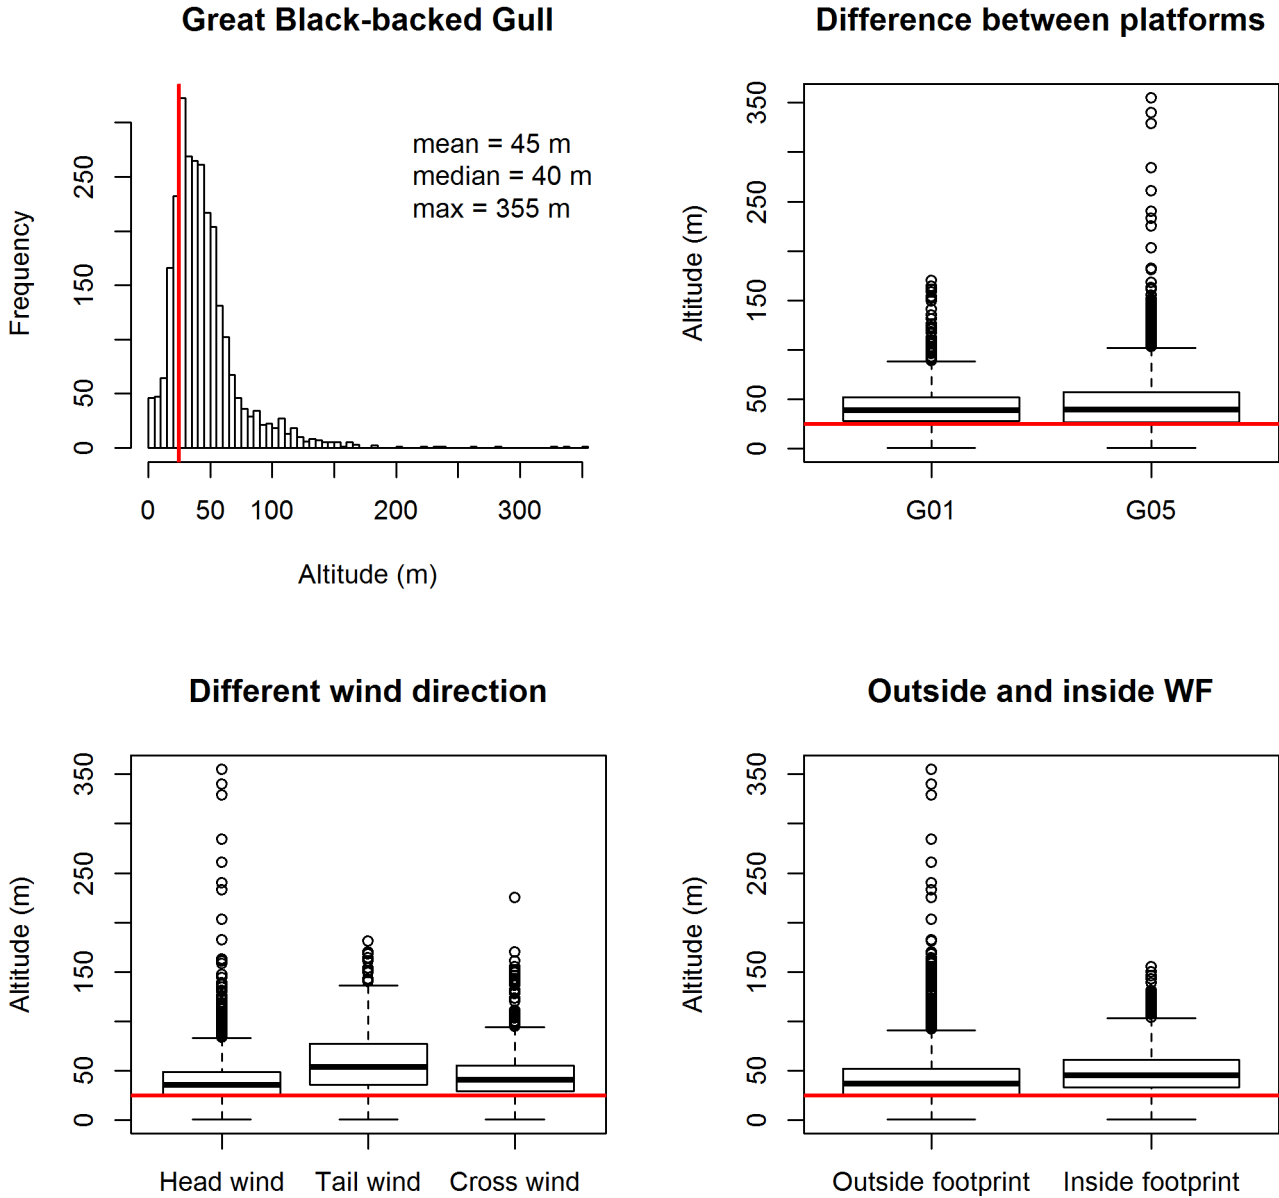 Great Black-backed Gull
mean = 45 m
median = 40 m
max = 355 m
Frequency
0
50
150
250
0 50 100 200 300
Altitude (m)
Difference between platforms
Altitude (m)
0
50
150
250
350
G01 G05
Different wind direction
Altitude (m)
0
50
150
250
350
Head wind Tail wind Cross wind
Outside and inside WF
Altitude (m)
0
50
150
250
350
Outside footprint Inside footprint